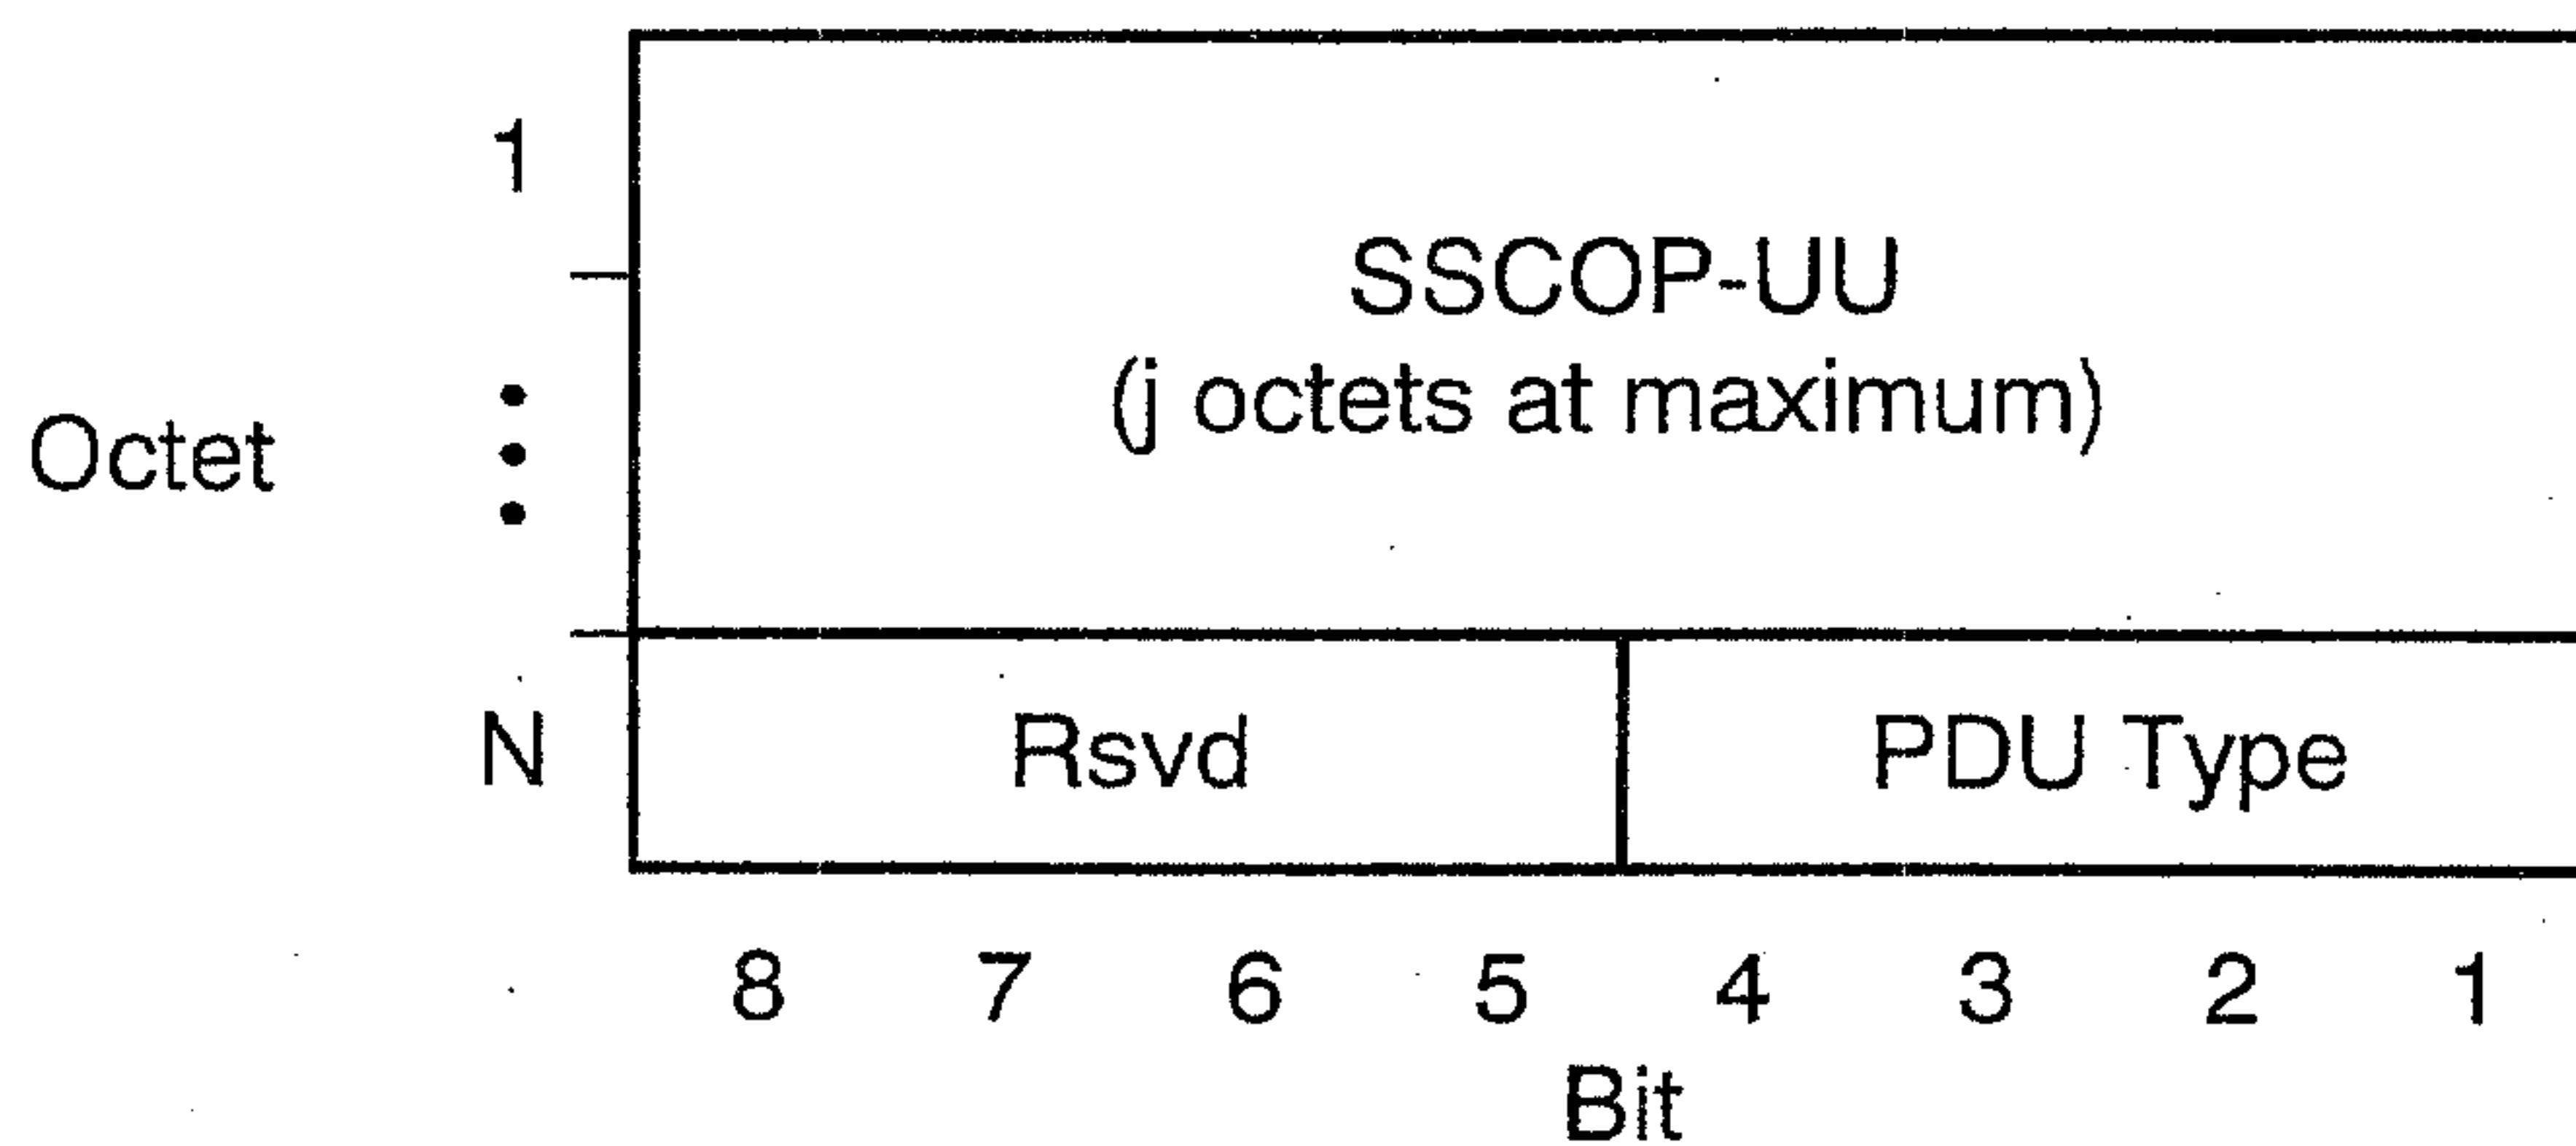 1
SSCOP-UU
(j octets at maximum)
Octet
N Rsvd PDU Type
8 7 6 5 4 3 2 1
Bit